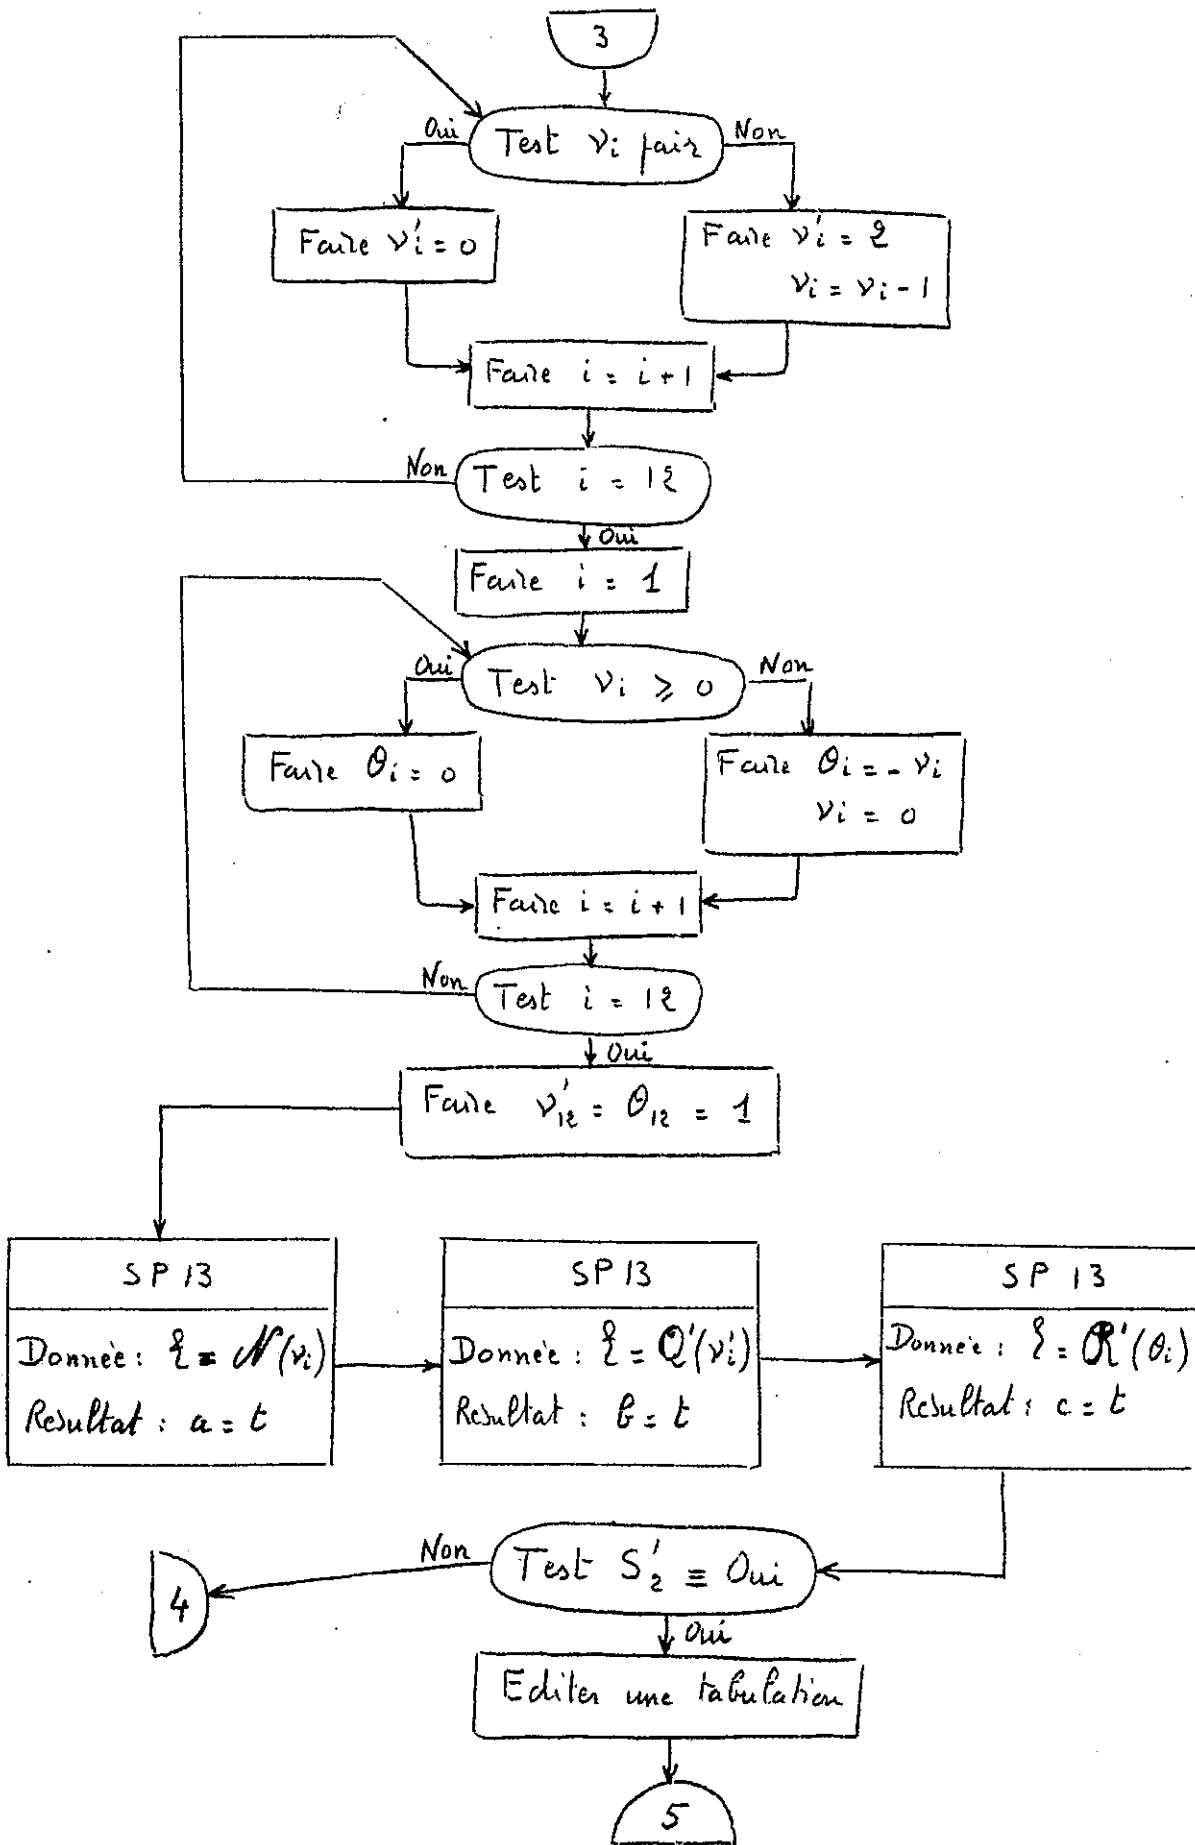 3
Test νi pair
Oui
Non
Faire ν'i = 0
Faire ν'i = 2
νi = νi - 1
Faire i = i + 1
Non
Test i = 12
Oui
Faire i = 1
Oui
Test νi ⩾ 0
Non
Faire θi = 0
Faire θi = - νi
νi = 0
Faire i = i + 1
Non
Test i = 12
Oui
Faire ν'12 = θ12 = 1
SP 13
Donnée : ξ = N(νi)
Résultat : a = t
SP 13
Donnée : ξ = Q'(ν'i)
Résultat : b = t
SP 13
Donnée : ξ = R'(θi)
Résultat : c = t
Non
Test S'2 ≡ Oui
4
Oui
Editer une tabulation
5